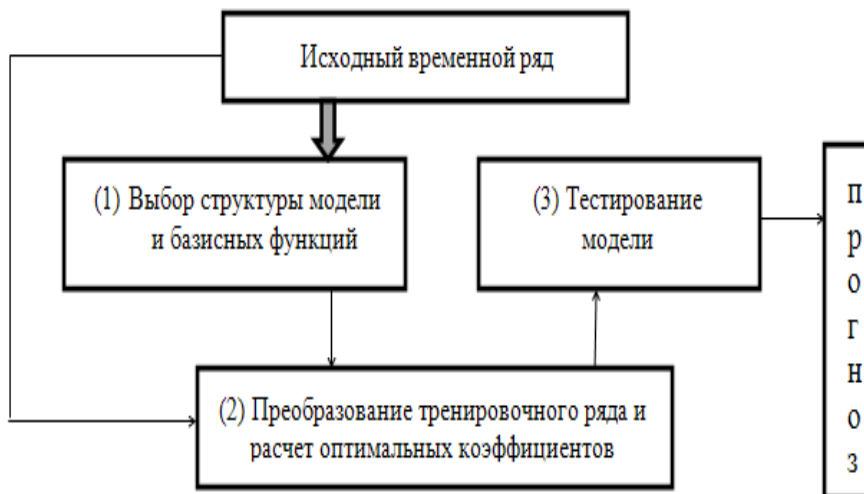 Исходный временной ряд
(1) Выбор структуры модели
и базисных функций
(3) Тестирование
модели
(2) Преобразование тренировочного ряда и
расчет оптимальных коэффициентов
п
р
о
г
н
о
з